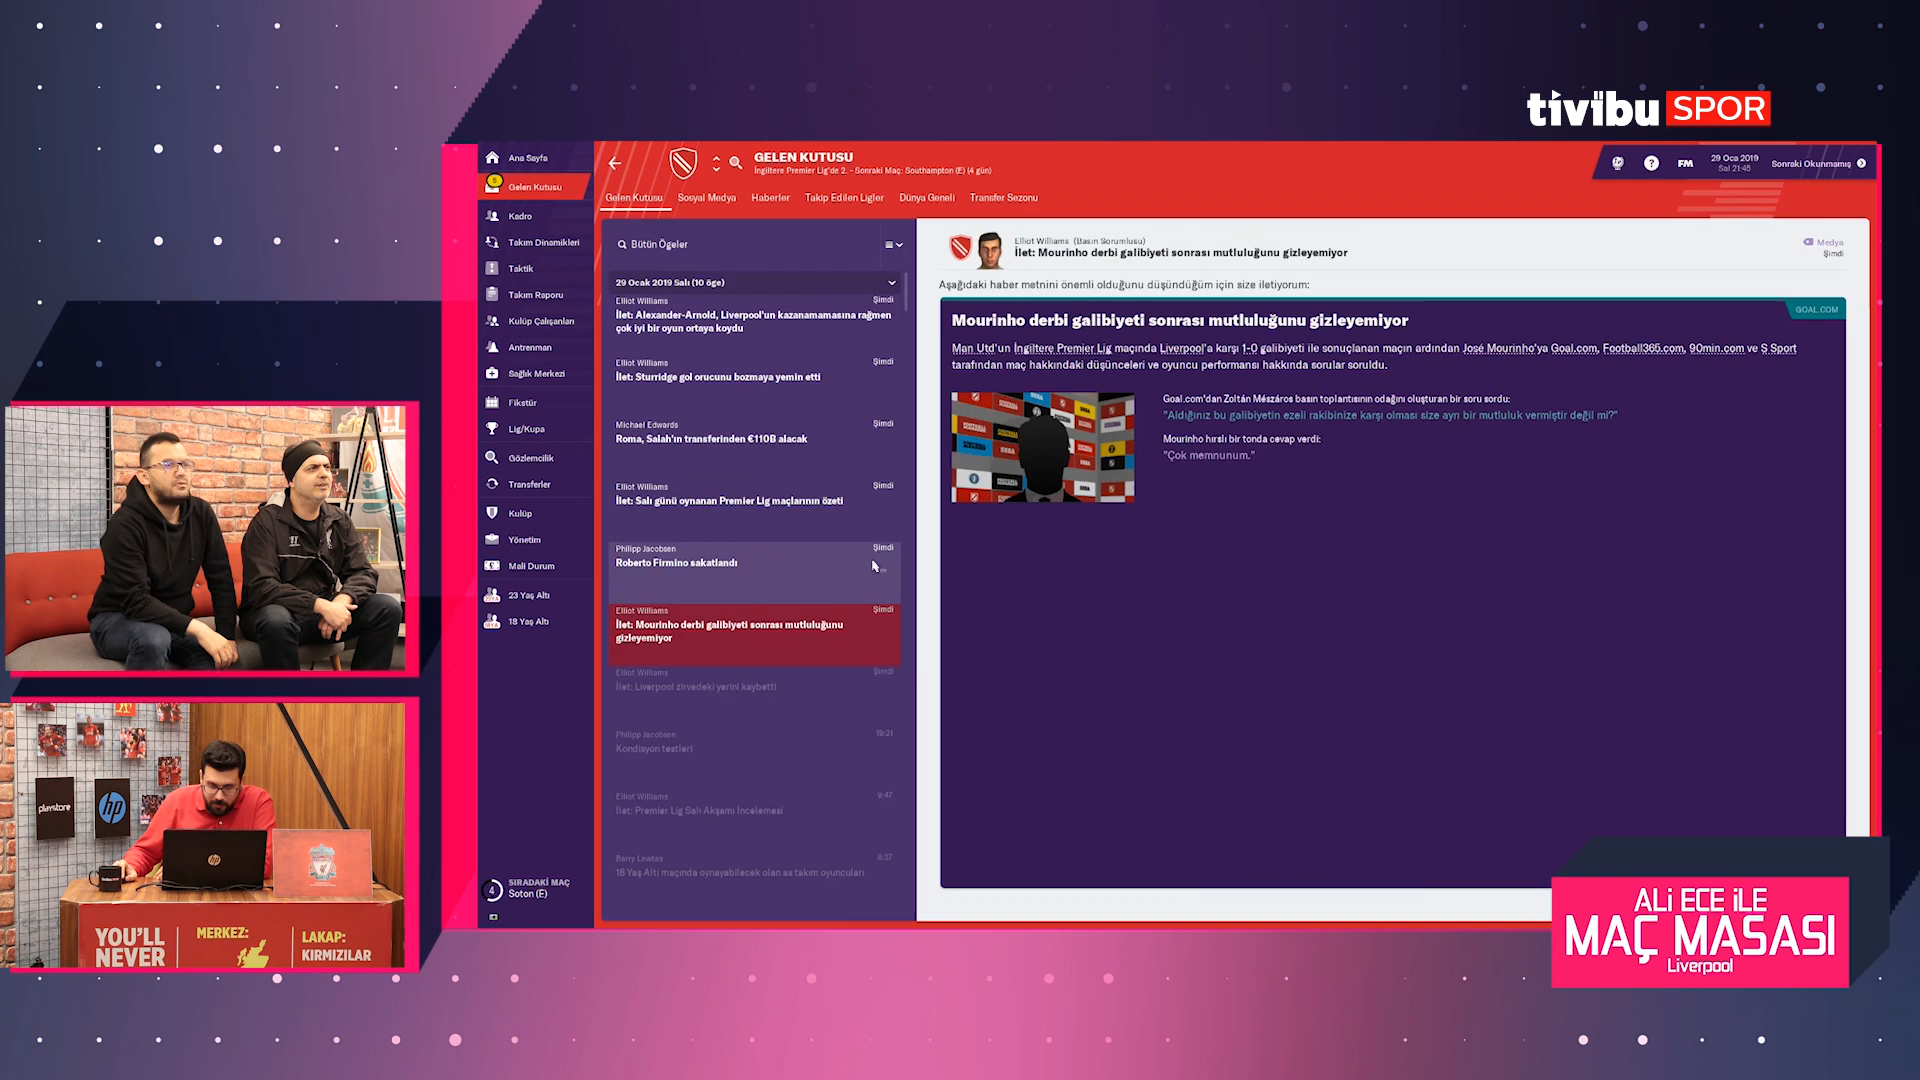 tivibu SPOR
Ana Sayfa
5
Gelen Kutusu
Kadro
Takım Dinamikleri
Taktik
Takım Raporu
Kulüp Çalışanları
Antrenman
Sağlık Merkezi
Fikstür
Lig/Kupa
Gözlemcilik
Transferler
Kulüp
Yönetim
Mali Durum
23 Yaş Altı
18 Yaş Altı
4
SIRADAKİ MAÇ
Soton (E)
GELEN KUTUSU
İngiltere Premier Lig'de 2. - Sonraki Maç: Southampton (E) (4 gün)
FM
29 Oca 2019
Sal 21:45
Sonraki Okunmamış
Gelen Kutusu
Sosyal Medya
Haberler
Takip Edilen Ligler
Dünya Geneli
Transfer Sezonu
Bütün Ögeler
29 Ocak 2019 Salı (10 öge)
Elliot Williams Şimdi
İlet: Alexander-Arnold, Liverpool'un kazanamamasına rağmen
çok iyi bir oyun ortaya koydu
Elliot Williams Şimdi
İlet: Sturridge gol orucunu bozmaya yemin etti
Michael Edwards Şimdi
Roma, Salah'ın transferinden €110B alacak
Elliot Williams Şimdi
İlet: Salı günü oynanan Premier Lig maçlarının özeti
Philipp Jacobsen Şimdi
Roberto Firmino sakatlandı
Elliot Williams Şimdi
İlet: Mourinho derbi galibiyeti sonrası mutluluğunu
gizleyemiyor
Elliot Williams Şimdi
İlet: Liverpool zirvedeki yerini kaybetti
Philipp Jacobsen 19:21
Kondisyon testleri
Elliot Williams 9:47
İlet: Premier Lig Salı Akşamı İncelemesi
Barry Lewtas 8:37
18 Yaş Altı maçında oynayabilecek olan as takım oyuncuları
Elliot Williams (Basın Sorumlusu)
İlet: Mourinho derbi galibiyeti sonrası mutluluğunu gizleyemiyor
Medya
Şimdi
Aşağıdaki haber metnini önemli olduğunu düşündüğüm için size iletiyorum:
GOAL.COM
Mourinho derbi galibiyeti sonrası mutluluğunu gizleyemiyor
Man Utd'un İngiltere Premier Lig maçında Liverpool'a karşı 1-0 galibiyeti ile sonuçlanan maçın ardından José Mourinho'ya Goal.com, Football365.com, 90min.com ve S Sport
tarafından maç hakkındaki düşünceleri ve oyuncu performansı hakkında sorular soruldu.
Goal.com'dan Zoltán Mészáros basın toplantısının odağını oluşturan bir soru sordu:
"Aldığınız bu galibiyetin ezeli rakibinize karşı olması size ayrı bir mutluluk vermiştir değil mi?"
Mourinho hırslı bir tonda cevap verdi:
"Çok memnunum."
playstore
hp
hp
YOU'LL
NEVER
MERKEZ:
LAKAP:
KIRMIZILAR
ALİ ECE İLE
MAÇ MASASI
Liverpool